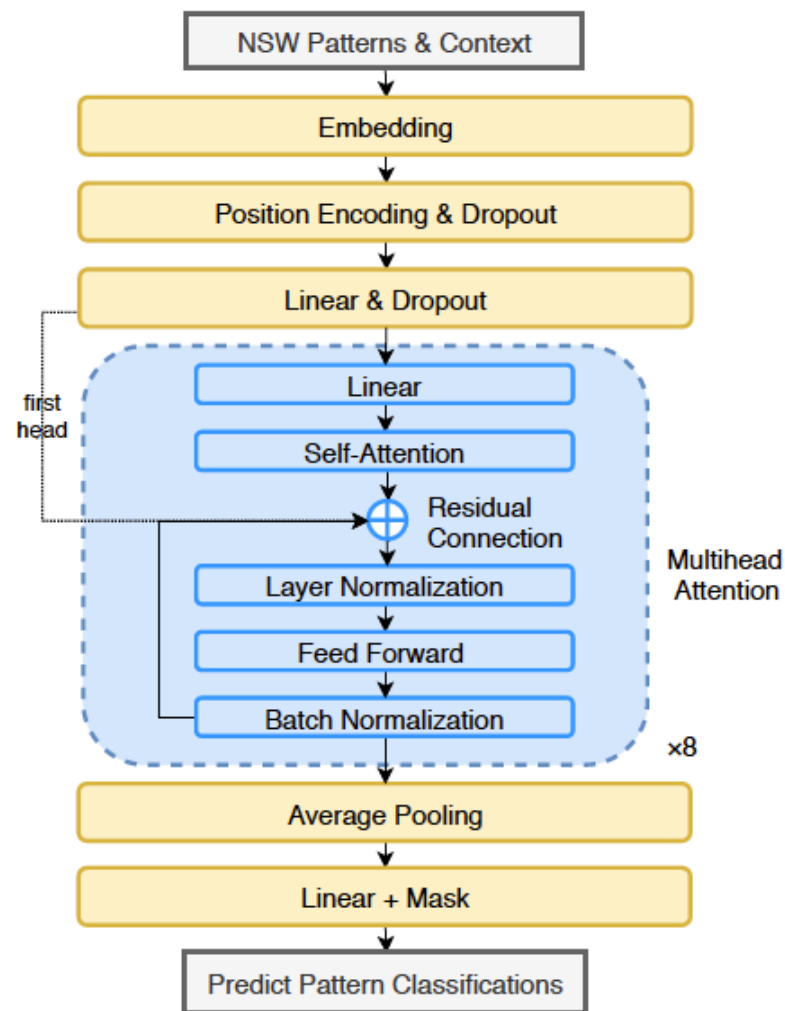 NSW Patterns & Context
Embedding
Position Encoding & Dropout
Linear & Dropout
first
head
Linear
Self-Attention
Residual
Connection
Layer Normalization
Feed Forward
Batch Normalization
Multihead
Attention
×8
Average Pooling
Linear + Mask
Predict Pattern Classifications